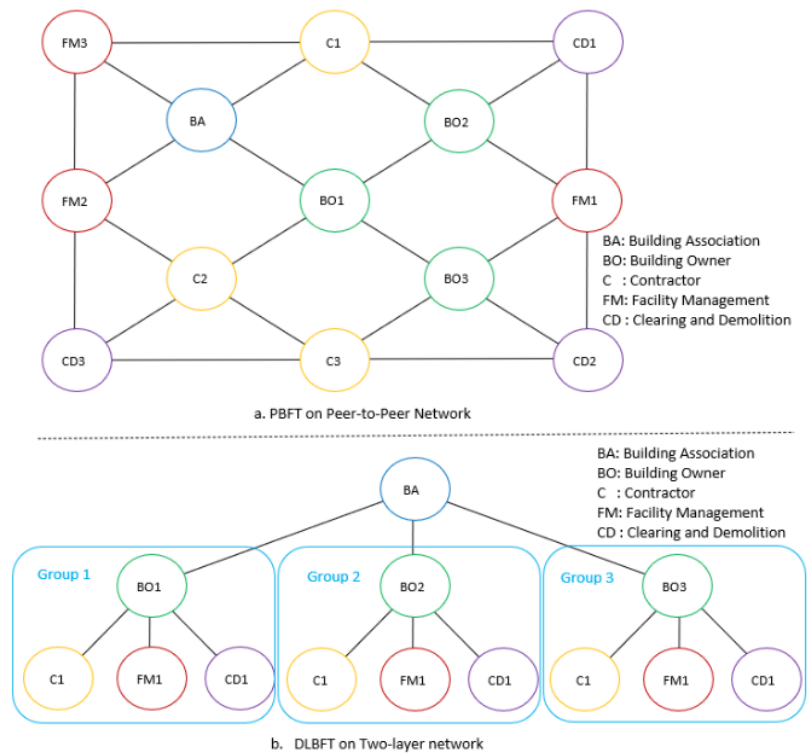 FM3
C1
CD1
BA
BO2
FM2
BO1
FM1
BA: Building Association
BO: Building Owner
C : Contractor
FM: Facility Management
CD : Clearing and Demolition
C2
BO3
CD3
C3
CD2
a. PBFT on Peer-to-Peer Network
BA: Building Association
BO: Building Owner
C : Contractor
FM: Facility Management
CD : Clearing and Demolition
BA
Group 1
BO1
C1
FM1
CD1
Group 2
BO2
C1
FM1
CD1
Group 3
BO3
C1
FM1
CD1
b. DLBFT on Two-layer network